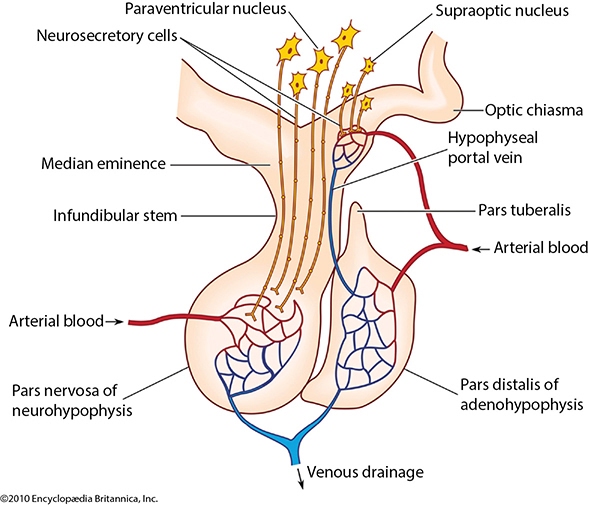 Paraventricular nucleus
Supraoptic nucleus
Neurosecretory cells
Optic chiasma
Hypophyseal
portal vein
Median eminence
Infundibular stem
Pars tuberalis
Arterial blood
Arterial blood
Pars nervosa of
neurohypophysis
Pars distalis of
adenohypophysis
Venous drainage
©2010 Encyclopædia Britannica, Inc.